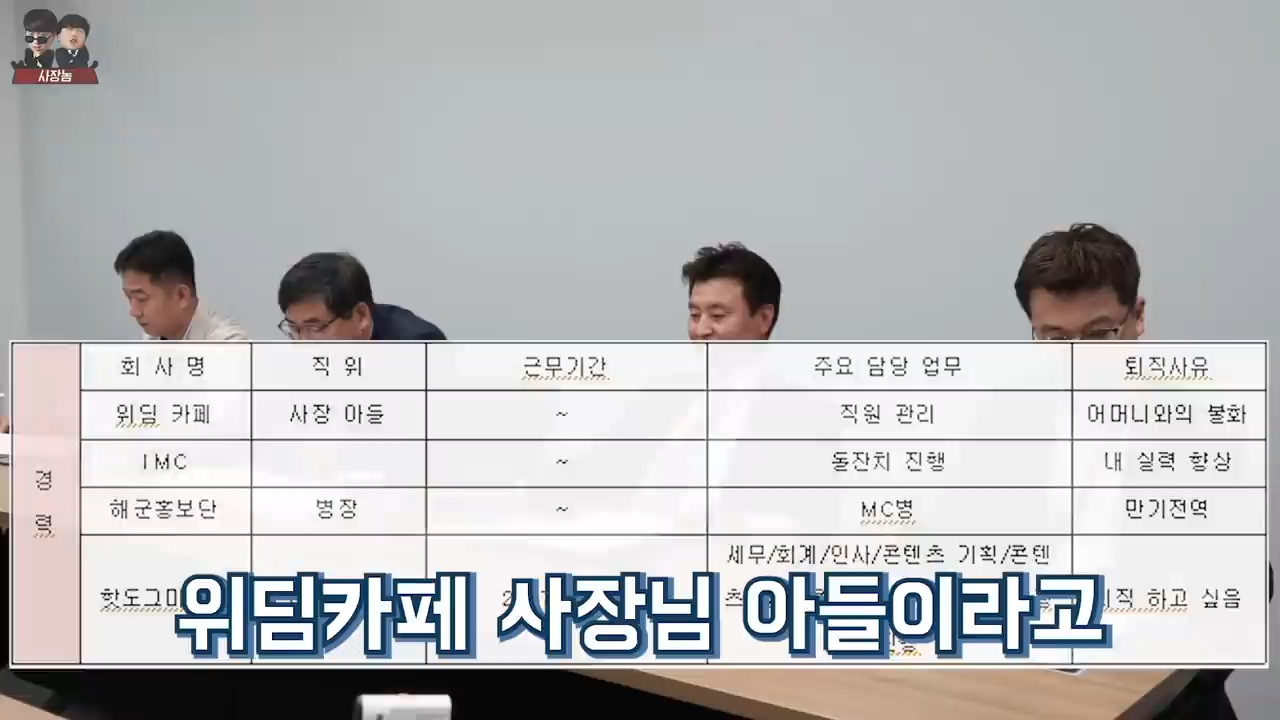 사장놈
회 사 명 직 위 근무기간 주요 담당 업무 퇴직사유
위딤 카페 사장 아들 ~ 직원 관리 어머니와의 불화
IMC ~ 돌잔치 진행 내 실력 향상
경 력
해군홍보단 병장 ~ MC병 만기전역
세무/회계/인사/콘텐츠 기획/콘텐
핫도그 하고 싶음
위딤카페 사장님 아들이라고